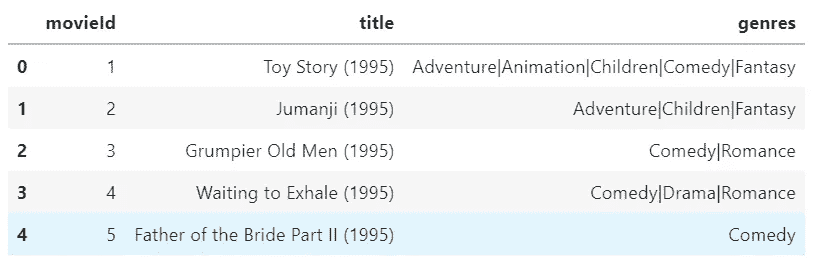 movieId title genres
0 1 Toy Story (1995) Adventure|Animation|Children|Comedy|Fantasy
1 2 Jumanji (1995) Adventure|Children|Fantasy
2 3 Grumpier Old Men (1995) Comedy|Romance
3 4 Waiting to Exhale (1995) Comedy|Drama|Romance
4 5 Father of the Bride Part II (1995) Comedy